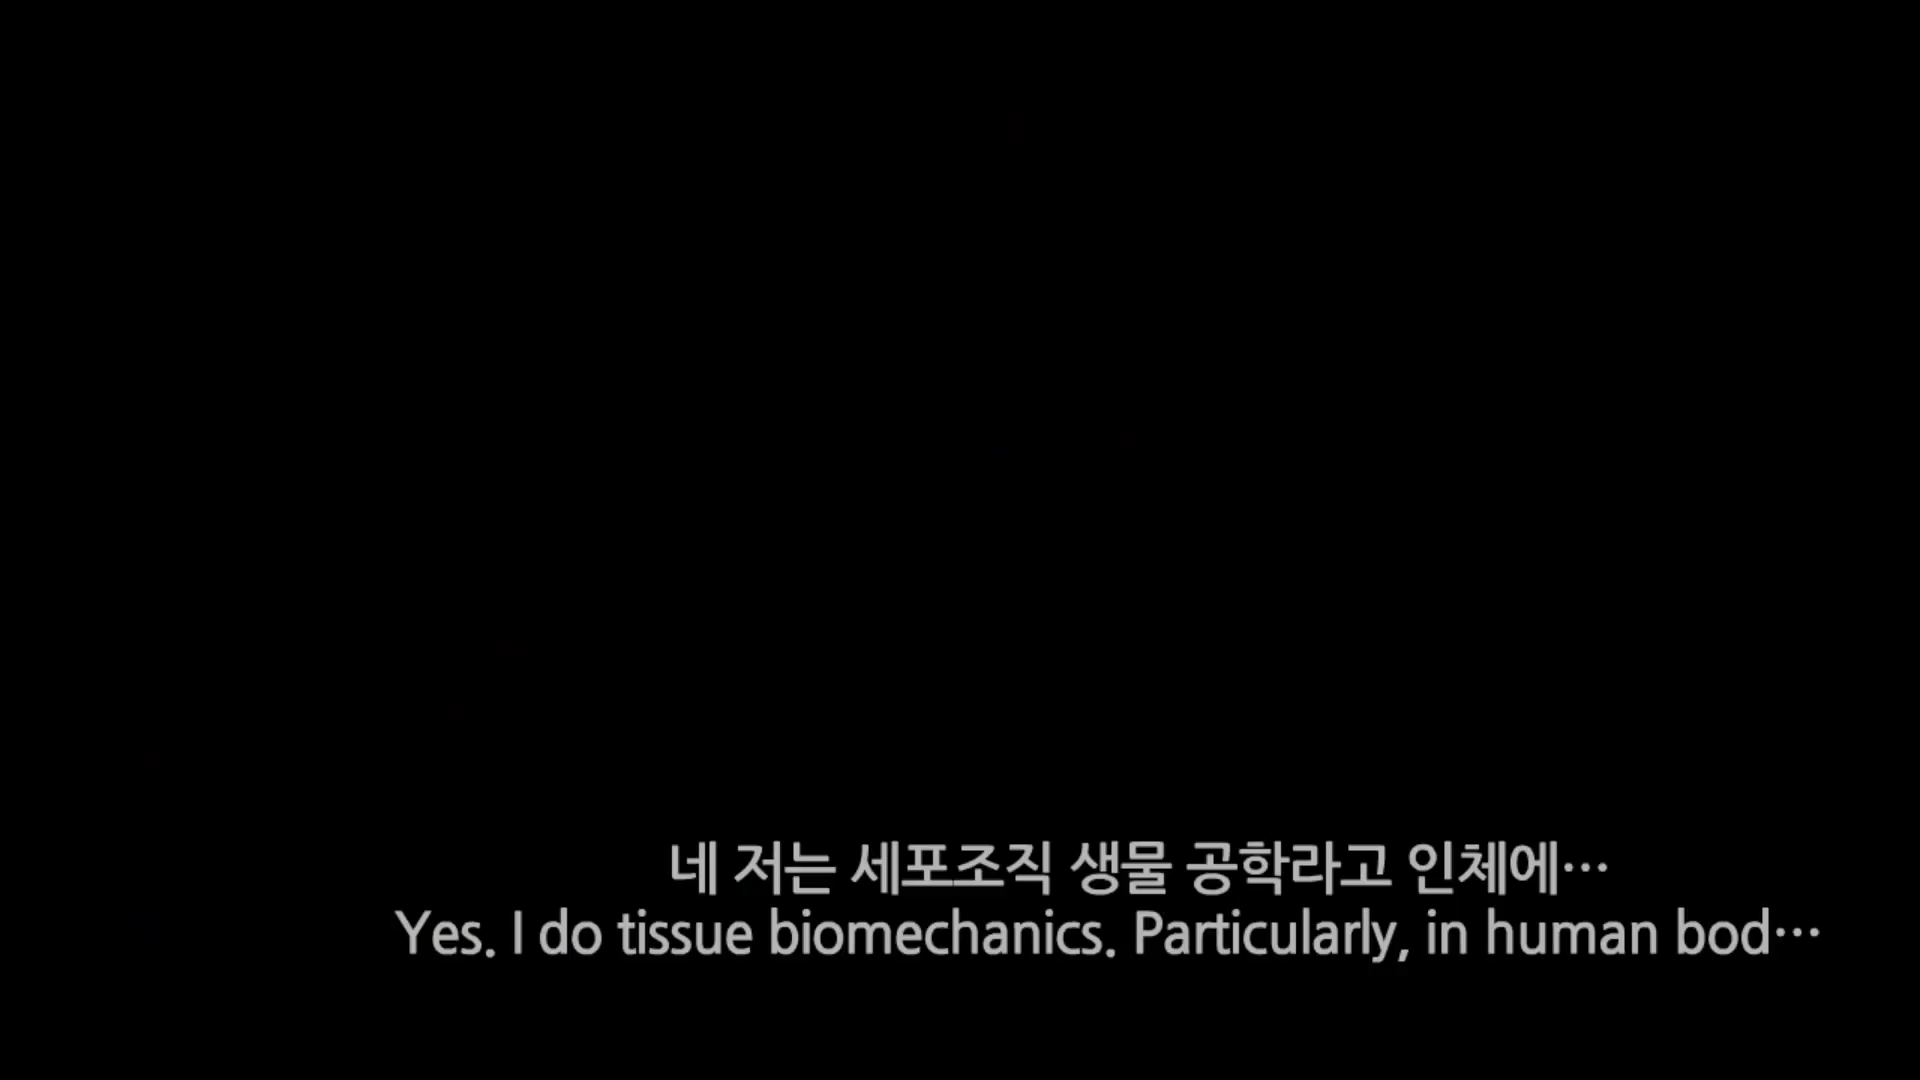 네 저는 세포조직 생물 공학라고 인체에…
Yes. I do tissue biomechanics. Particularly, in human bod…